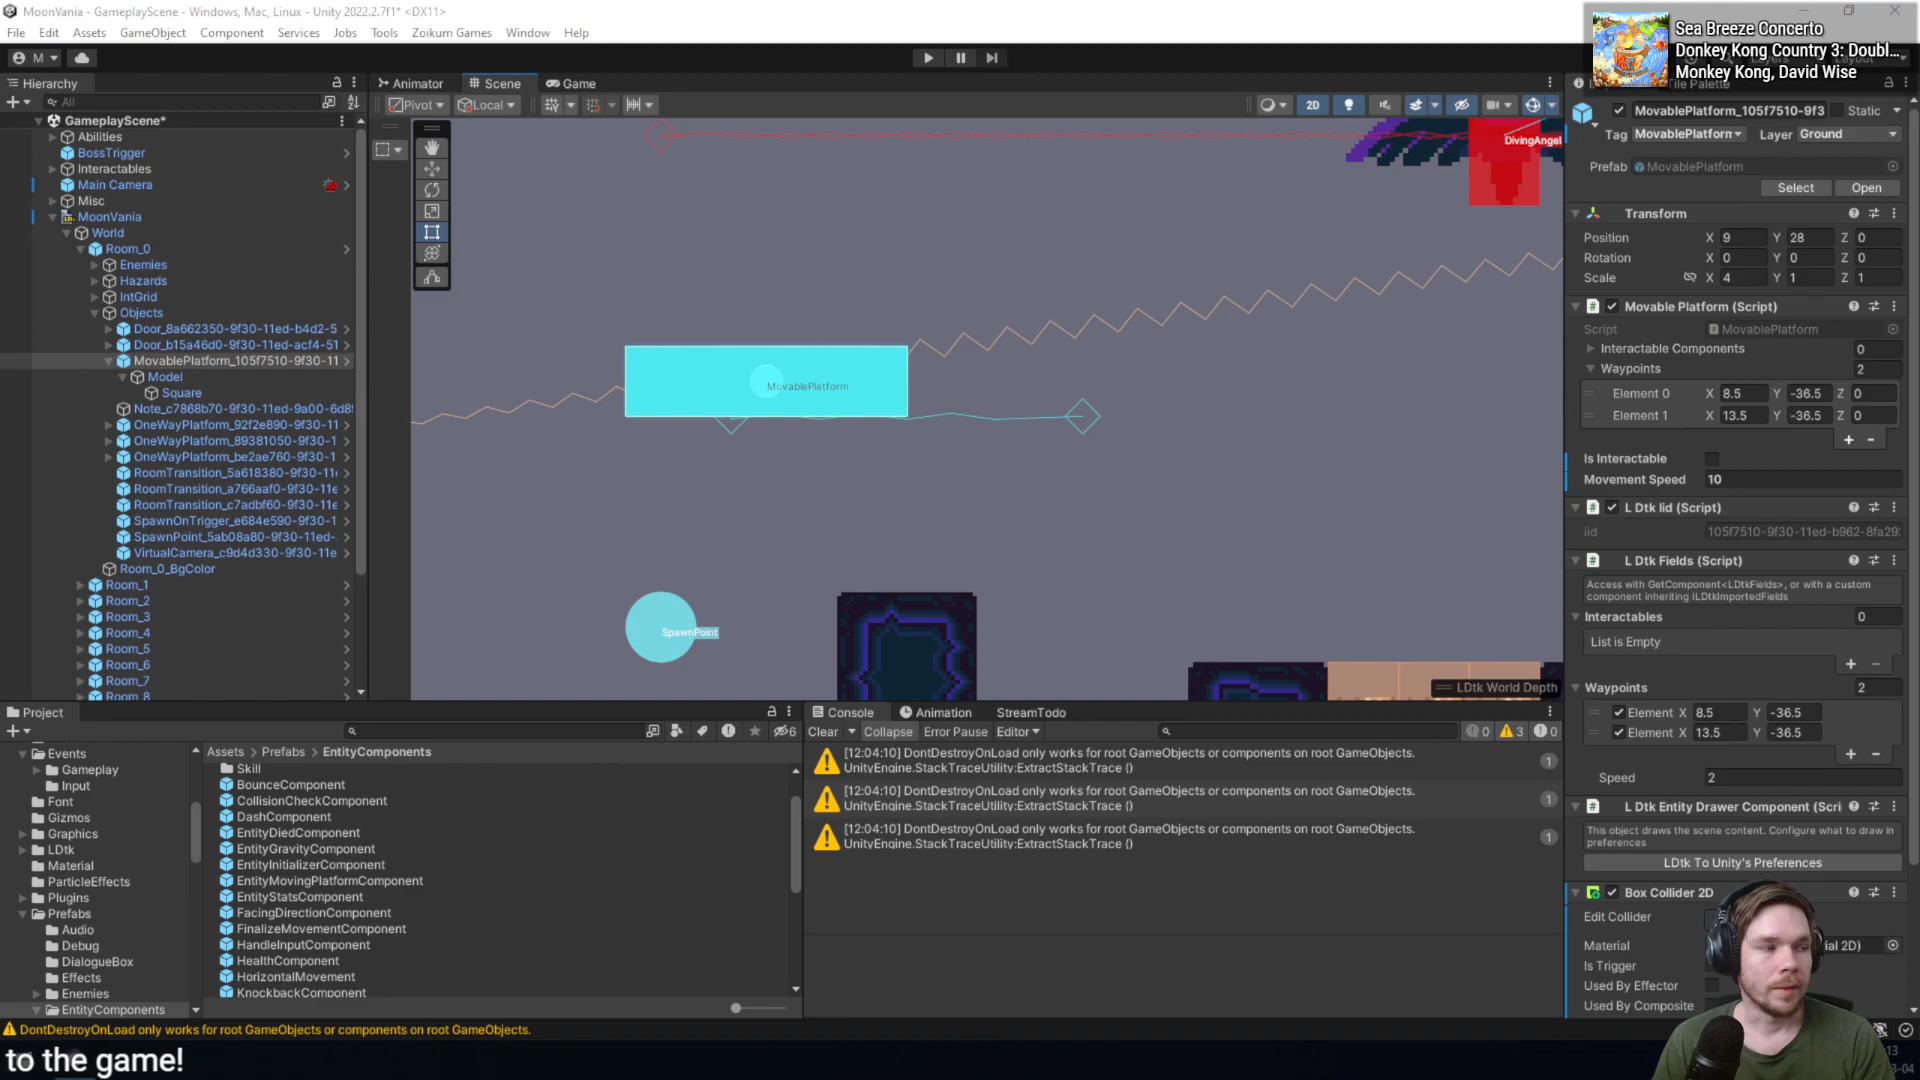 MoonVania - GameplayScene - Windows, Mac, Linux - Unity 2022.2.7f1* <DX11>
File Edit Assets GameObject Component Services Jobs Tools Zoikum Games Window Help
Sea Breeze Concerto
Donkey Kong Country 3: Doubl...
Monkey Kong, David Wise
M
Hierarchy
All
GameplayScene*
Abilities
BossTrigger
Interactables
Main Camera
Misc
MoonVania
World
Room_0
Enemies
Hazards
IntGrid
Objects
Door_8a662350-9f30-11ed-b4d2-5
Door_b15a46d0-9f30-11ed-acf4-51
MovablePlatform_105f7510-9f30-11
Model
Square
Note_c7868b70-9f30-11ed-9a00-6d8
OneWayPlatform_92f2e890-9f30-11
OneWayPlatform_89381050-9f30-1
OneWayPlatform_be2ae760-9f30-1
RoomTransition_5a618380-9f30-11
RoomTransition_a766aaf0-9f30-11e
RoomTransition_c7adbf60-9f30-11e
SpawnOnTrigger_e684e590-9f30-1
SpawnPoint_5ab08a80-9f30-11ed-
VirtualCamera_c9d4d330-9f30-11e
Room_0_BgColor
Room_1
Room_2
Room_3
Room_4
Room_5
Room_6
Room_7
Room_8
Animator Scene Game
Pivot Local 2D
DivingAngel
MovablePlatform
SpawnPoint
LDtk World Depth
Tile Palette
MovablePlatform_105f7510-9f3 Static
Tag MovablePlatform Layer Ground
Prefab MovablePlatform
Select Open
Transform
Position X 9 Y 28 Z 0
Rotation X 0 Y 0 Z 0
Scale X 4 Y 1 Z 1
Movable Platform (Script)
Script MovablePlatform
Interactable Components 0
Waypoints 2
Element 0 X 8.5 Y -36.5 Z 0
Element 1 X 13.5 Y -36.5 Z 0
Is Interactable
Movement Speed 10
L Dtk Iid (Script)
iid 105f7510-9f30-11ed-b962-8fa29
L Dtk Fields (Script)
Access with GetComponent<LDtkFields>, or with a custom
component inheriting ILDtkImportedFields
Interactables 0
List is Empty
Waypoints 2
Element X 8.5 Y -36.5
Element X 13.5 Y -36.5
Speed 2
L Dtk Entity Drawer Component (Scri
This object draws the scene content. Configure what to draw in
preferences
LDtk To Unity's Preferences
Box Collider 2D
Edit Collider
Material
Is Trigger
Used By Effector
Used By Composite
Project
6
Events
Gameplay
Input
Font
Gizmos
Graphics
LDtk
Material
ParticleEffects
Plugins
Prefabs
Audio
Debug
DialogueBox
Effects
Enemies
EntityComponents
Assets > Prefabs > EntityComponents
Skill
BounceComponent
CollisionCheckComponent
DashComponent
EntityDiedComponent
EntityGravityComponent
EntityInitializerComponent
EntityMovingPlatformComponent
EntityStatsComponent
FacingDirectionComponent
FinalizeMovementComponent
HandleInputComponent
HealthComponent
HorizontalMovement
KnockbackComponent
Console Animation StreamTodo
Clear Collapse Error Pause Editor 0 3 0
[12:04:10] DontDestroyOnLoad only works for root GameObjects or components on root GameObjects.
UnityEngine.StackTraceUtility:ExtractStackTrace () 1
[12:04:10] DontDestroyOnLoad only works for root GameObjects or components on root GameObjects.
UnityEngine.StackTraceUtility:ExtractStackTrace () 1
[12:04:10] DontDestroyOnLoad only works for root GameObjects or components on root GameObjects.
UnityEngine.StackTraceUtility:ExtractStackTrace () 1
DontDestroyOnLoad only works for root GameObjects or components on root GameObjects.
to the game!